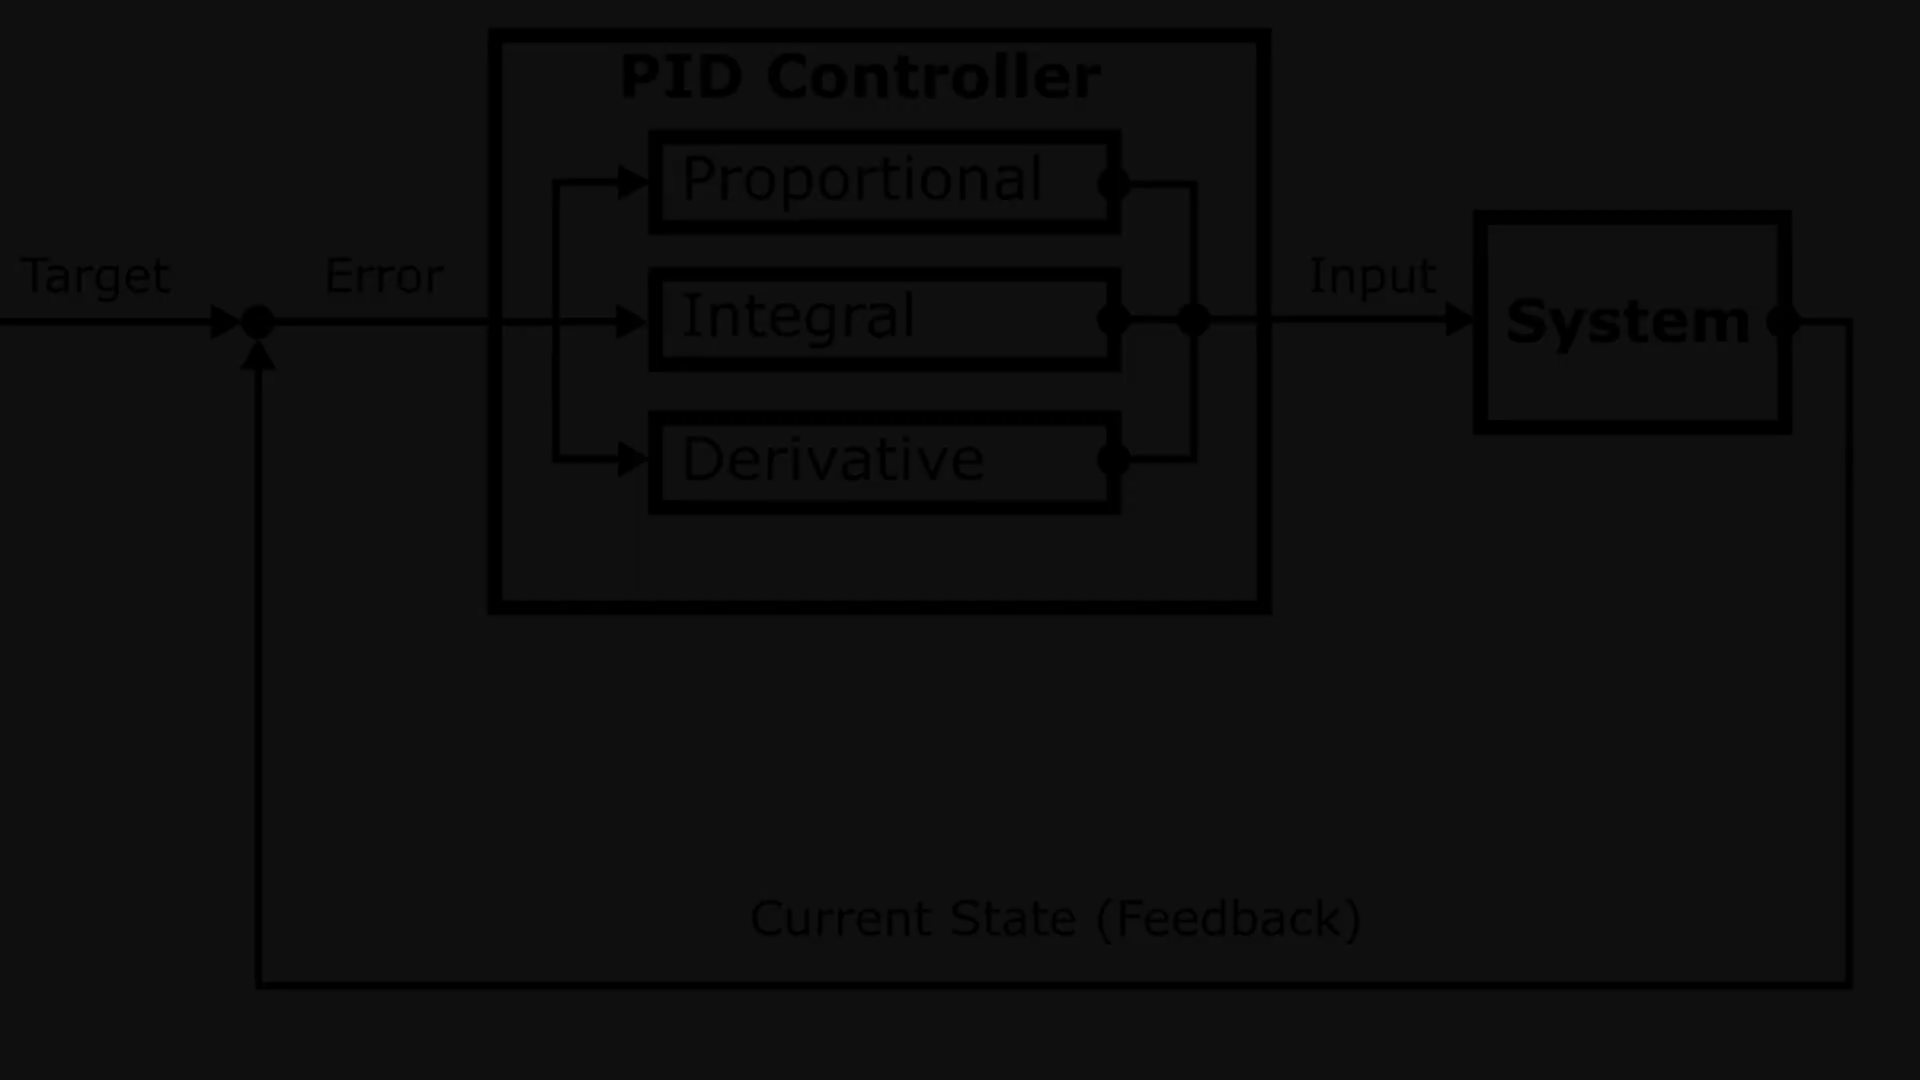 PID Controller
Proportional
Target
Error
Integral
Input
System
Derivative
Current State (Feedback)